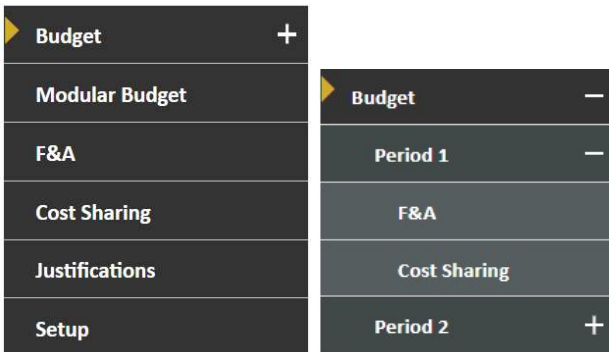 Budget +
Modular Budget
F&A
Cost Sharing
Justifications
Setup
Budget −
Period 1 −
F&A
Cost Sharing
Period 2 +